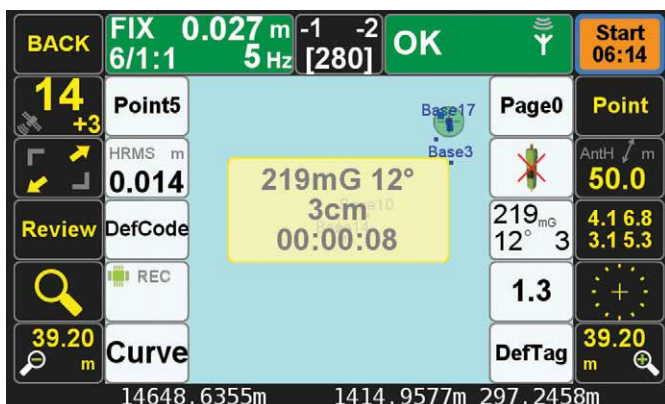 BACK
FIX 0.027 m
6/1:1 5 Hz
-1 -2
[280]
OK
Start
06:14
14
+3
Point5
Base17
Page0
Point
HRMS m
0.014
Base3
AntH m
50.0
219mG 12°
3cm
00:00:08
Base10
Review
DefCode
219mG
12° 3
4.1 6.8
3.1 5.3
REC
1.3
39.20
m
Curve
DefTag
39.20
m
14648.6355m 1414.9577m 297.2458m